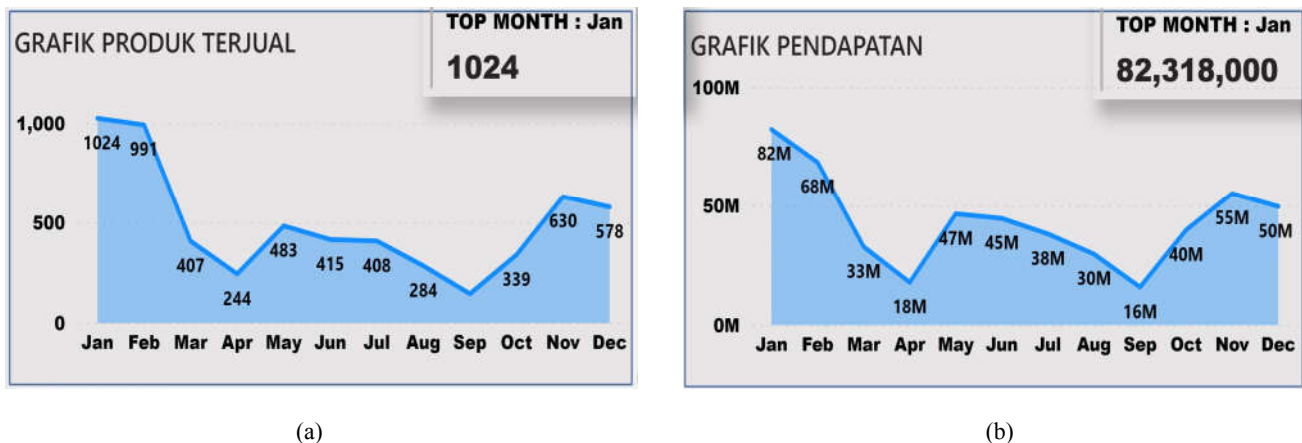 TOP MONTH : Jan
GRAFIK PRODUK TERJUAL
1024
1,000
1024
991
500
407
244
483
415
408
284
339
630
578
0
Jan Feb Mar Apr May Jun Jul Aug Sep Oct Nov Dec
(a)
TOP MONTH : Jan
GRAFIK PENDAPATAN
82,318,000
100M
82M
68M
50M
33M
18M
47M
45M
38M
30M
16M
40M
55M
50M
0M
Jan Feb Mar Apr May Jun Jul Aug Sep Oct Nov Dec
(b)